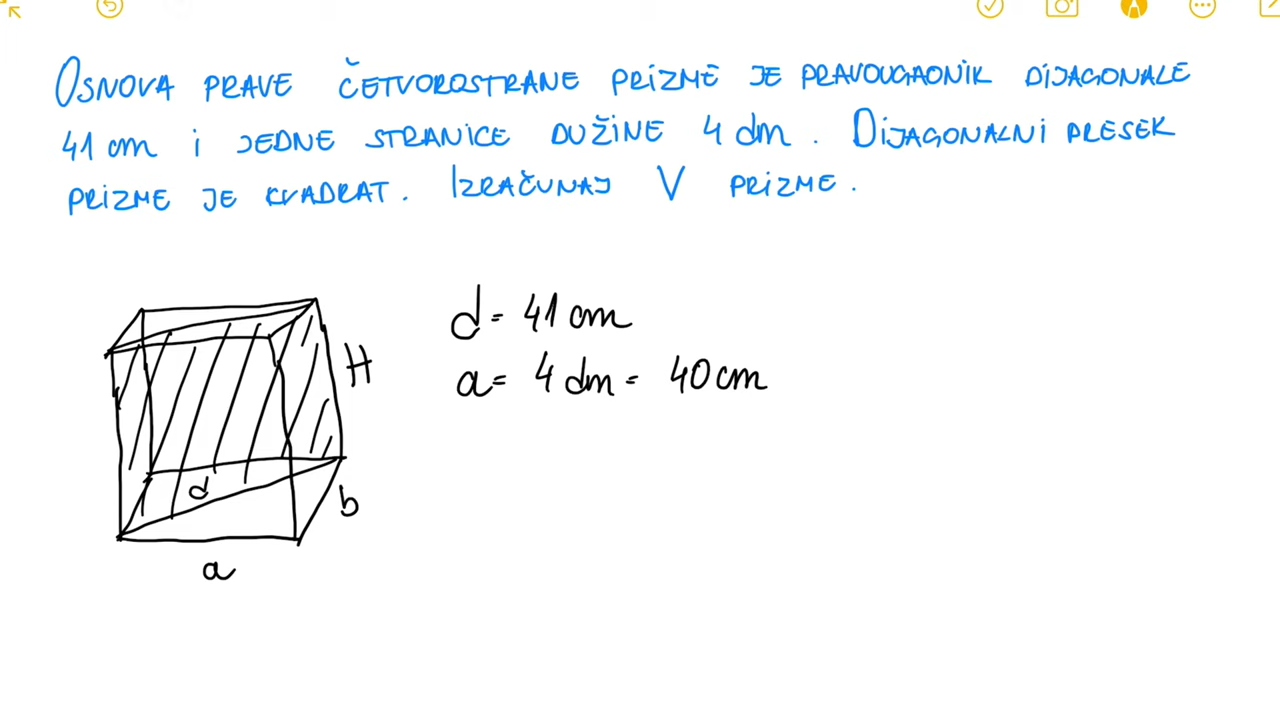 OSNOVA PRAVE ČETVOROSTRANE PRIZME JE PRAVOUGAONIK DIJAGONALE
41 cm i JEDNE STRANICE DUŽINE 4 dm. DIJAGONALNI PRESEK
PRIZME JE KVADRAT. IZRAČUNAJ V PRIZME.
d = 41 cm
a = 4 dm = 40 cm
H
d
b
a